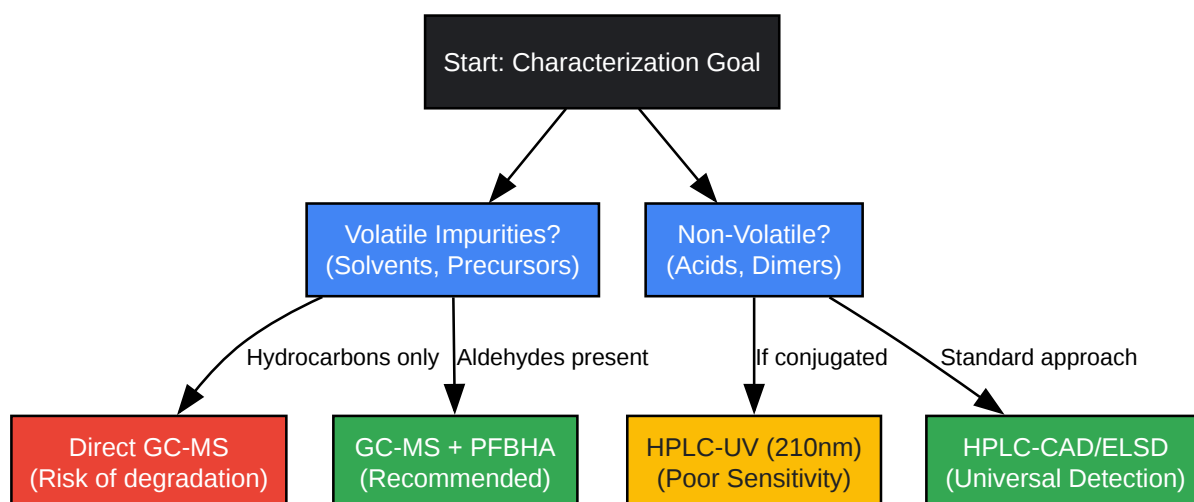 Start: Characterization Goal
Volatile Impurities?
(Solvents, Precursors)
Non-Volatile?
(Acids, Dimers)
Hydrocarbons only
Aldehydes present
If conjugated
Standard approach
Direct GC-MS
(Risk of degradation)
GC-MS + PFBHA
(Recommended)
HPLC-UV (210nm)
(Poor Sensitivity)
HPLC-CAD/ELSD
(Universal Detection)